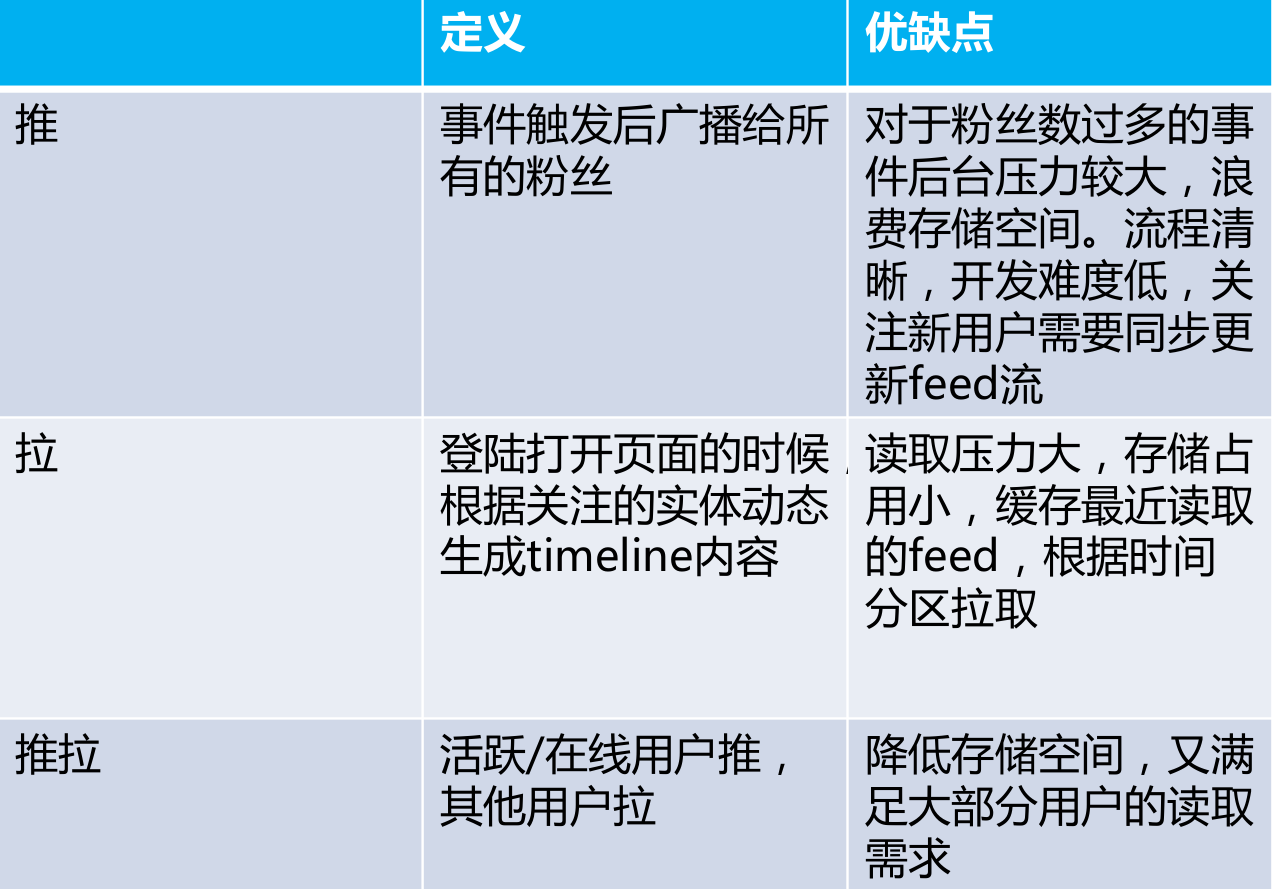 定义
优缺点
推
事件触发后广播给所
有的粉丝
对于粉丝数过多的事
件后台压力较大，浪
费存储空间。流程清
晰，开发难度低，关
注新用户需要同步更
新feed流
拉
登陆打开页面的时候，
根据关注的实体动态
生成timeline内容
读取压力大，存储占
用小，缓存最近读取
的feed，根据时间
分区拉取
推拉
活跃/在线用户推，
其他用户拉
降低存储空间，又满
足大部分用户的读取
需求